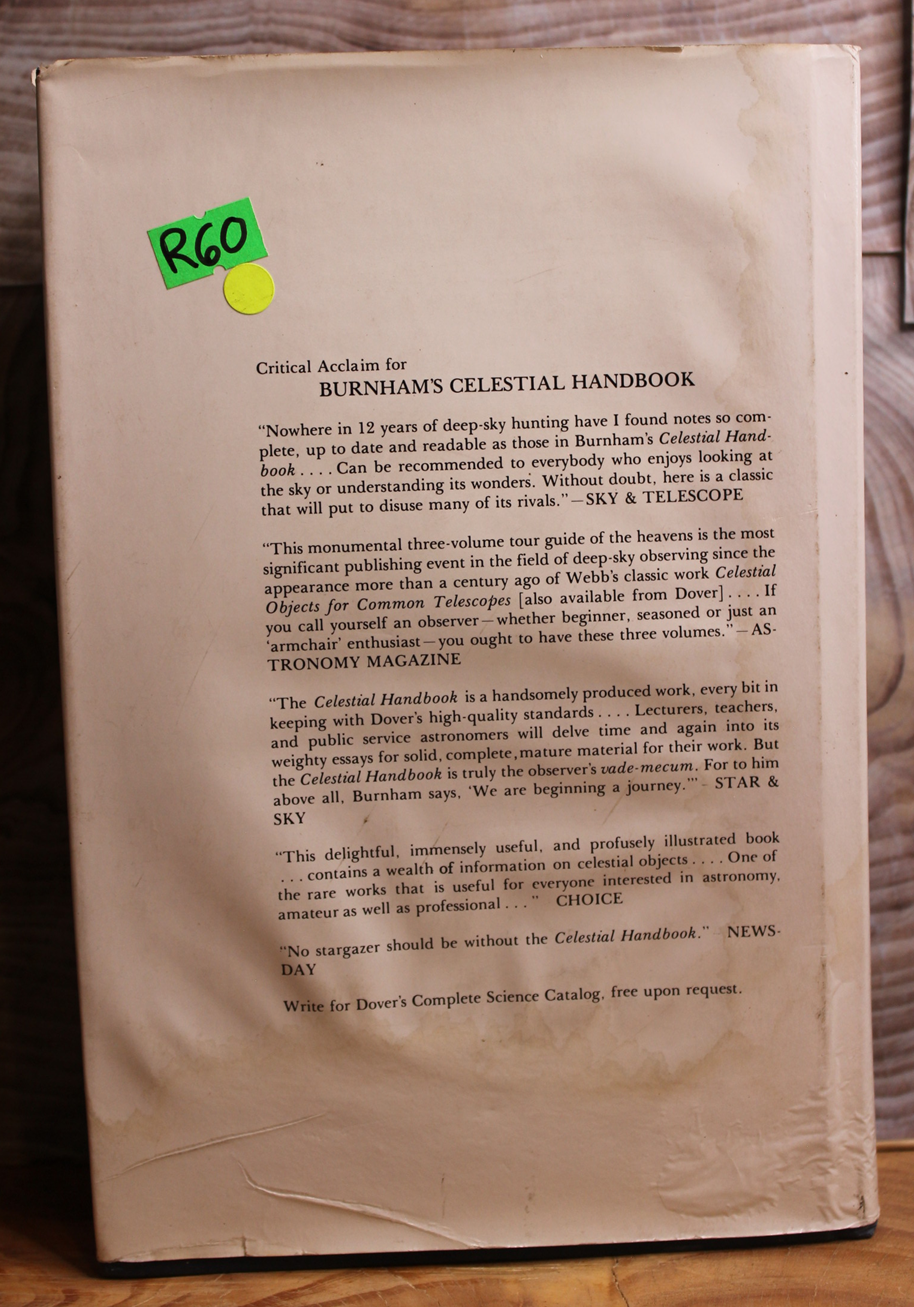 R60
Critical Acclaim for
BURNHAM'S CELESTIAL HANDBOOK
“Nowhere in 12 years of deep-sky hunting have I found notes so com-
plete, up to date and readable as those in Burnham's Celestial Hand-
book . . . . Can be recommended to everybody who enjoys looking at
the sky or understanding its wonders. Without doubt, here is a classic
that will put to disuse many of its rivals.”—SKY & TELESCOPE
“This monumental three-volume tour guide of the heavens is the most
significant publishing event in the field of deep-sky observing since the
appearance more than a century ago of Webb's classic work Celestial
Objects for Common Telescopes [also available from Dover] . . . . If
you call yourself an observer—whether beginner, seasoned or just an
‘armchair’ enthusiast—you ought to have these three volumes.”—AS-
TRONOMY MAGAZINE
“The Celestial Handbook is a handsomely produced work, every bit in
keeping with Dover's high-quality standards . . . . Lecturers, teachers,
and public service astronomers will delve time and again into its
weighty essays for solid, complete, mature material for their work. But
the Celestial Handbook is truly the observer's vade-mecum. For to him
above all, Burnham says, ‘We are beginning a journey.’” – STAR &
SKY
“This delightful, immensely useful, and profusely illustrated book
. . . contains a wealth of information on celestial objects . . . . One of
the rare works that is useful for everyone interested in astronomy,
amateur as well as professional . . .” CHOICE
“No stargazer should be without the Celestial Handbook.” – NEWS-
DAY
Write for Dover's Complete Science Catalog, free upon request.